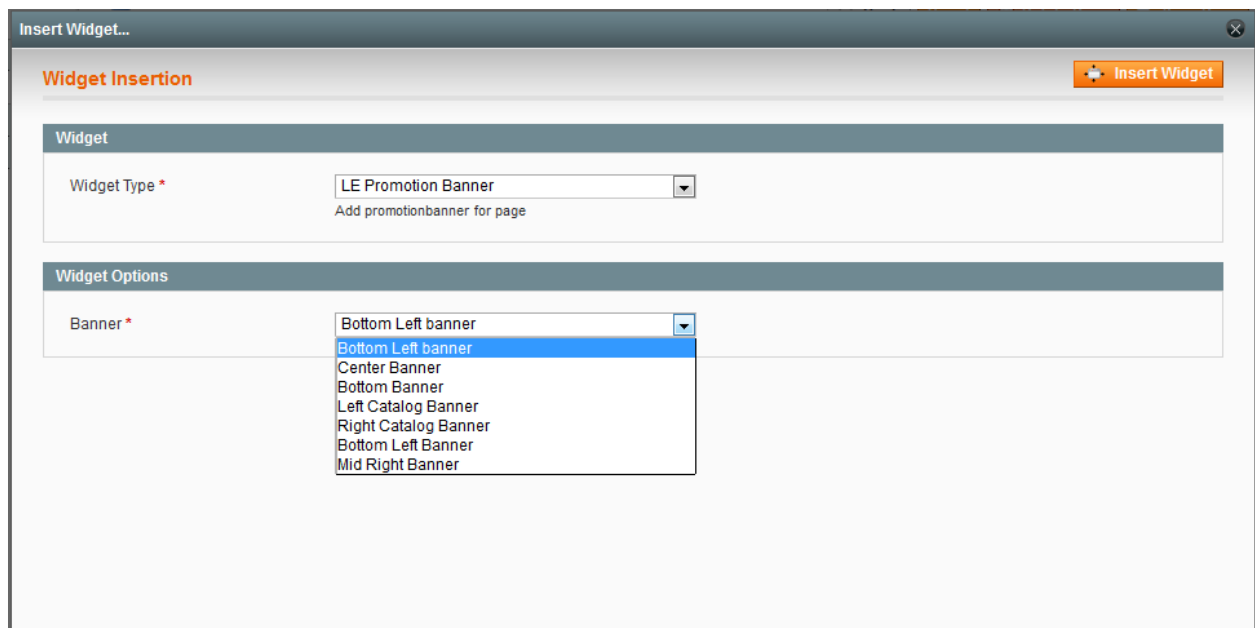 Insert Widget...
Widget Insertion
Insert Widget
Widget
Widget Type *
LE Promotion Banner
Add promotionbanner for page
Widget Options
Banner *
Bottom Left banner
Bottom Left banner
Center Banner
Bottom Banner
Left Catalog Banner
Right Catalog Banner
Bottom Left Banner
Mid Right Banner